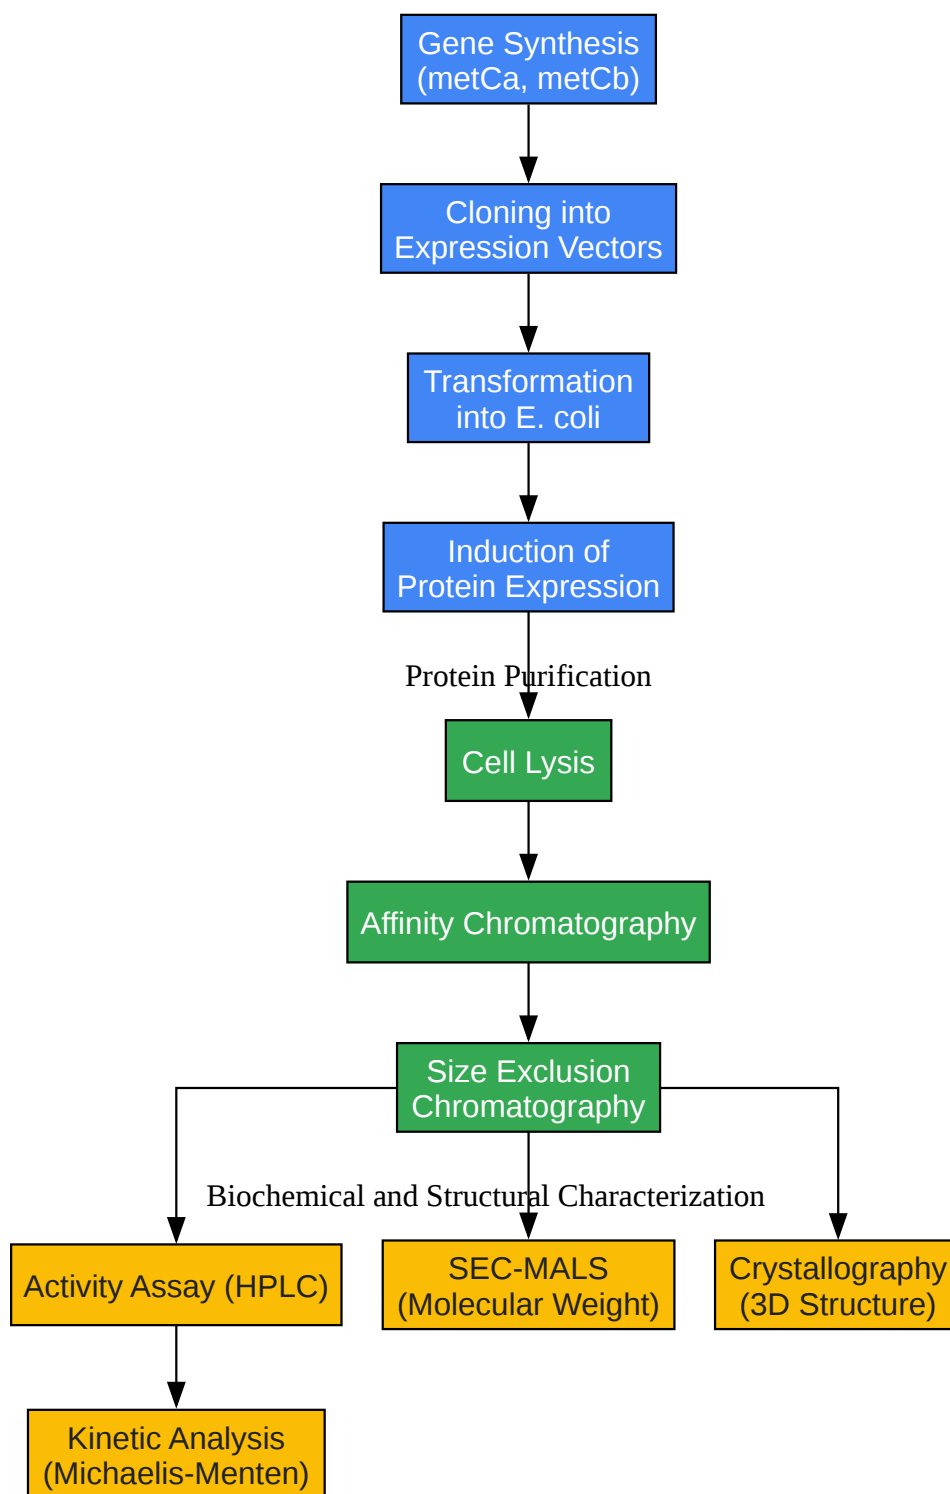 Gene Synthesis
(metCa, metCb)
Cloning into
Expression Vectors
Transformation
into E. coli
Induction of
Protein Expression
Protein Purification
Cell Lysis
Affinity Chromatography
Size Exclusion
Chromatography
Biochemical and Structural Characterization
Activity Assay (HPLC)
SEC-MALS
(Molecular Weight)
Crystallography
(3D Structure)
Kinetic Analysis
(Michaelis-Menten)